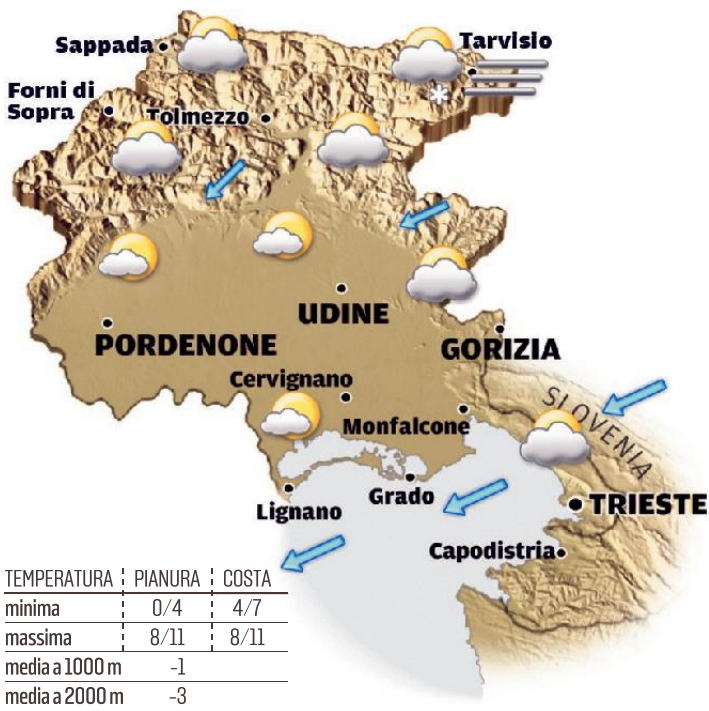 Sappada
Tarvisio
Forni di
Sopra
Tolmezzo
UDINE
PORDENONE
GORIZIA
Cervignano
SLOVENIA
Monfalcone
Grado
Lignano
TRIESTE
Capodistria
TEMPERATURA PIANURA COSTA
minima 0/4 4/7
massima 8/11 8/11
media a 1000 m -1
media a 2000 m -3